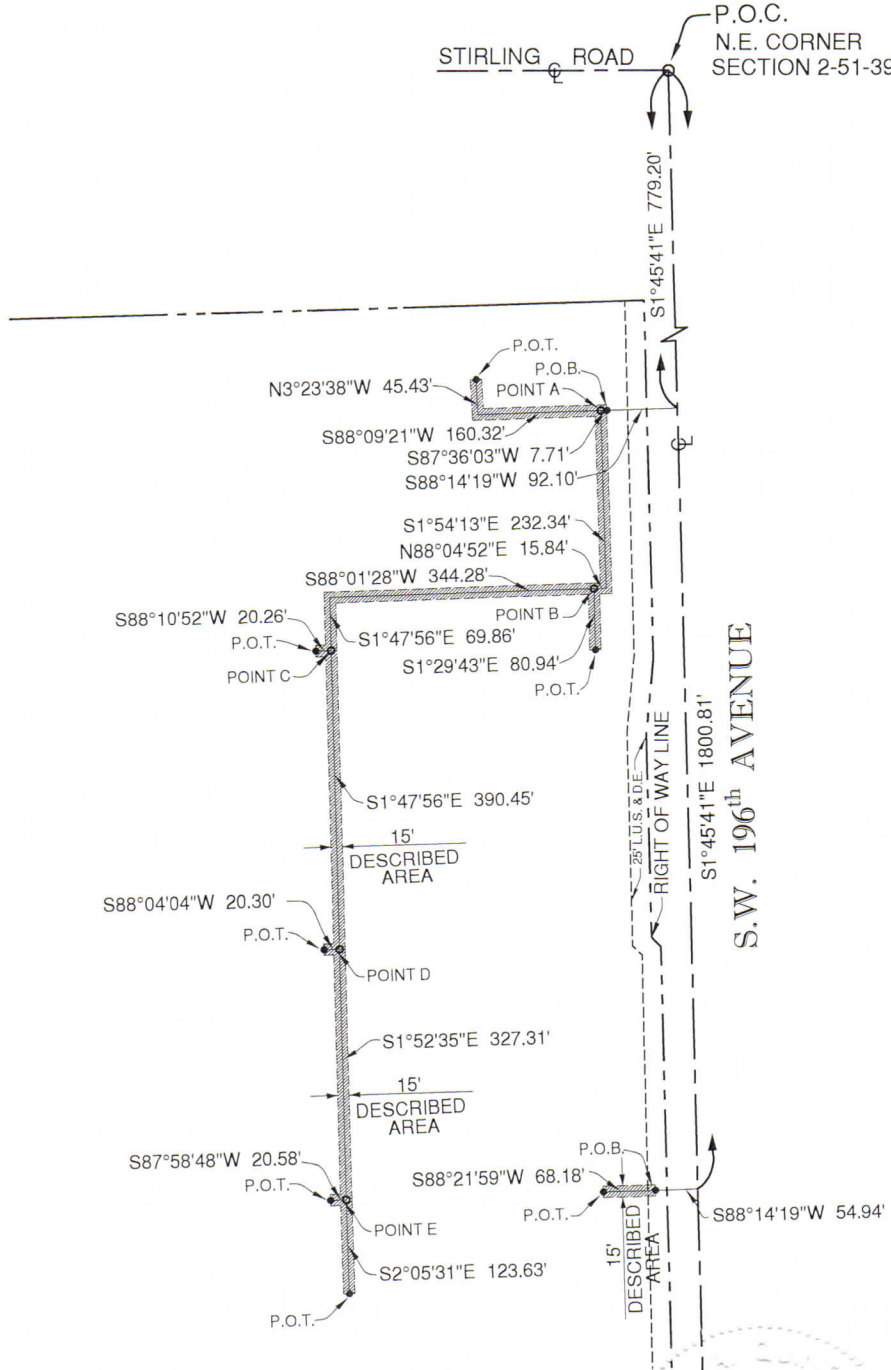 P.O.C.
N.E. CORNER
SECTION 2-51-39
STIRLING ROAD
S1°45'41"E 779.20'
P.O.T.
P.O.B.
N3°23'38"W 45.43'
POINT A
S88°09'21"W 160.32'
S87°36'03"W 7.71'
S88°14'19"W 92.10'
S1°54'13"E 232.34'
N88°04'52"E 15.84'
S88°01'28"W 344.28'
POINT B
S88°10'52"W 20.26'
P.O.T.
S1°47'56"E 69.86'
POINT C
S1°29'43"E 80.94'
P.O.T.
S1°47'56"E 390.45'
15'
DESCRIBED
AREA
25' L.U.S. & D.E.
RIGHT OF WAY LINE
S1°45'41"E 1800.81'
S.W. 196th AVENUE
S88°04'04"W 20.30'
P.O.T.
POINT D
S1°52'35"E 327.31'
15'
DESCRIBED
AREA
S87°58'48"W 20.58'
P.O.T.
POINT E
S2°05'31"E 123.63'
P.O.T.
P.O.B.
S88°21'59"W 68.18'
P.O.T.
S88°14'19"W 54.94'
15'
DESCRIBED
AREA